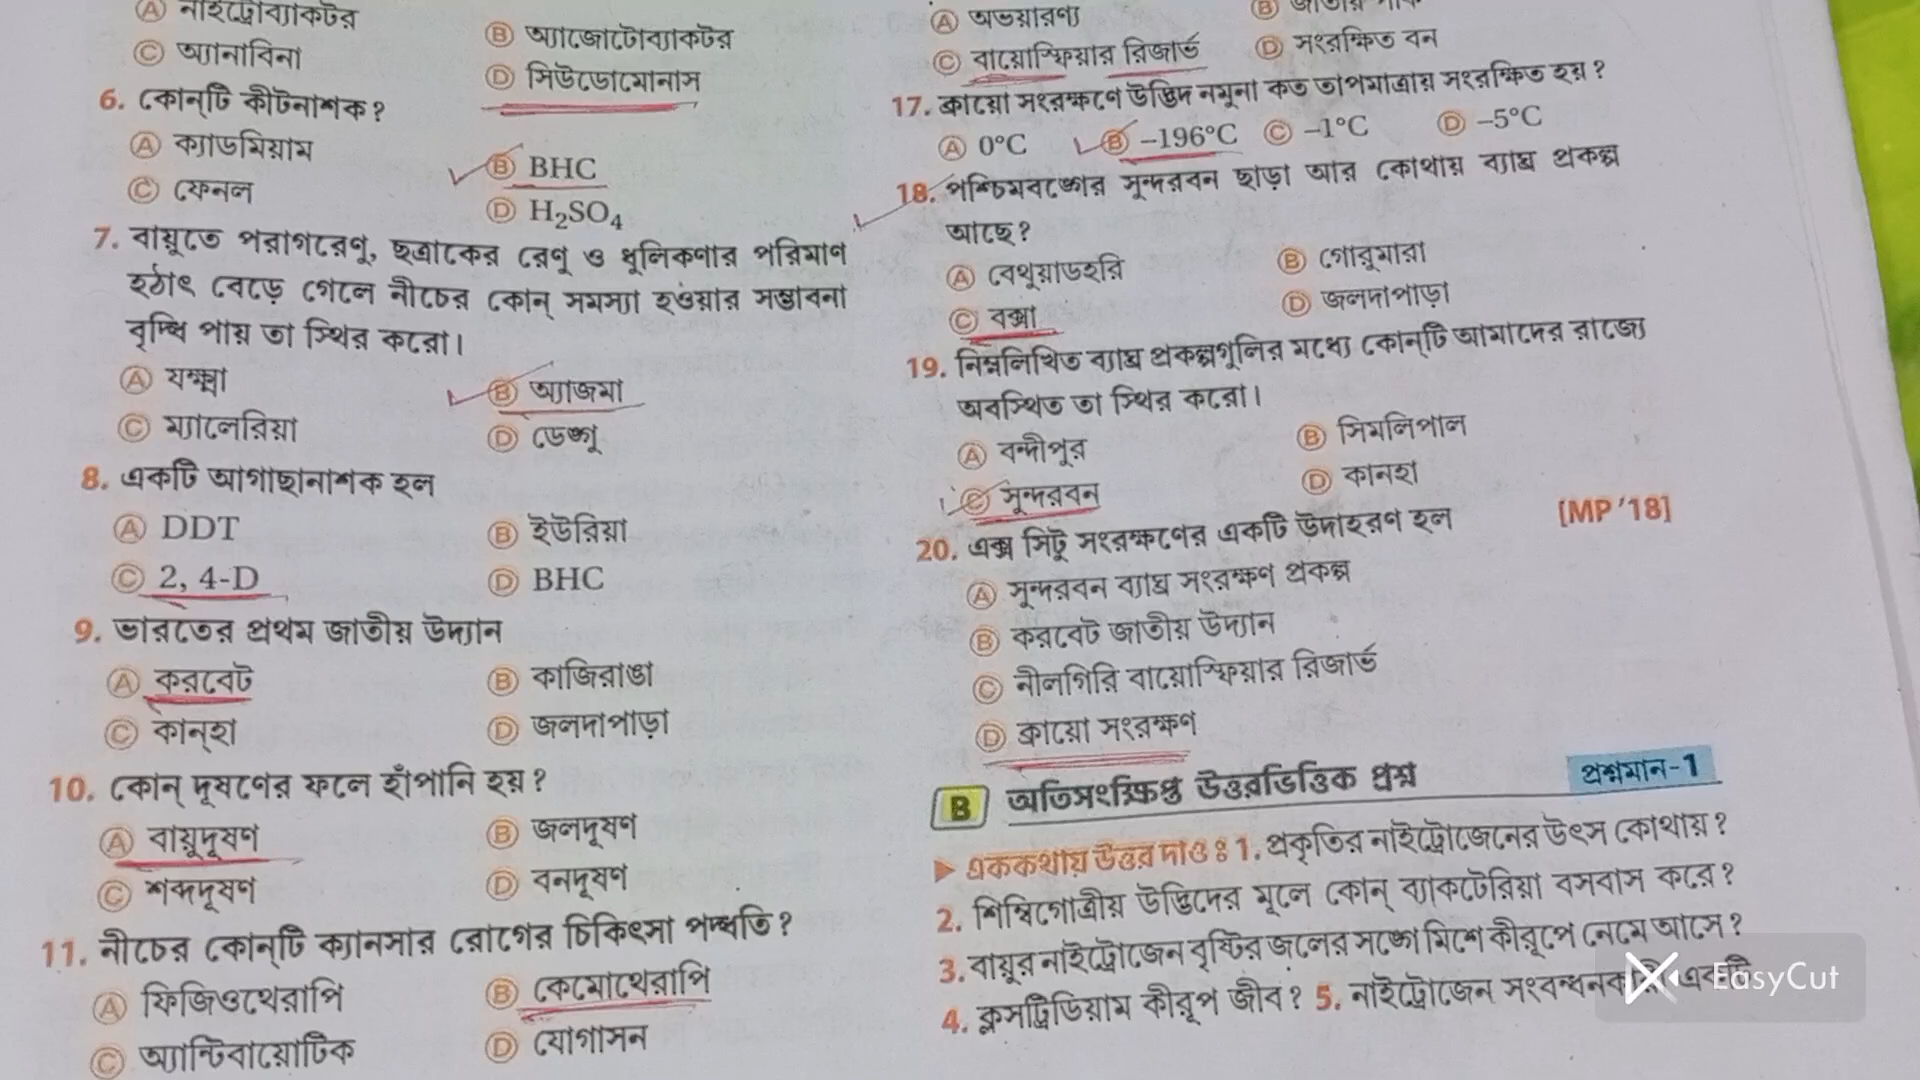 Ⓐ নাইট্রোব্যাকটর
Ⓑ অ্যাজোটোব্যাকটর
Ⓒ অ্যানাবিনা
Ⓓ সিউডোমোনাস
6. কোন্‌টি কীটনাশক?
Ⓐ ক্যাডমিয়াম
Ⓑ BHC
Ⓒ ফেনল
Ⓓ H₂SO₄
7. বায়ুতে পরাগরেণু, ছত্রাকের রেণু ও ধূলিকণার পরিমাণ
হঠাৎ বেড়ে গেলে নীচের কোন্ সমস্যা হওয়ার সম্ভাবনা
বৃদ্ধি পায় তা স্থির করো।
Ⓐ যক্ষ্মা
Ⓑ অ্যাজমা
Ⓒ ম্যালেরিয়া
Ⓓ ডেঙ্গু
8. একটি আগাছানাশক হল
Ⓐ DDT
Ⓑ ইউরিয়া
Ⓒ 2, 4-D
Ⓓ BHC
9. ভারতের প্রথম জাতীয় উদ্যান
Ⓐ করবেট
Ⓑ কাজিরাঙা
Ⓒ কান্‌হা
Ⓓ জলদাপাড়া
10. কোন্ দূষণের ফলে হাঁপানি হয়?
Ⓐ বায়ুদূষণ
Ⓑ জলদূষণ
Ⓒ শব্দদূষণ
Ⓓ বনদূষণ
11. নীচের কোন্‌টি ক্যানসার রোগের চিকিৎসা পদ্ধতি?
Ⓐ ফিজিওথেরাপি
Ⓑ কেমোথেরাপি
Ⓒ অ্যান্টিবায়োটিক
Ⓓ যোগাসন
Ⓐ অভয়ারণ্য
Ⓑ
Ⓒ বায়োস্ফিয়ার রিজার্ভ
Ⓓ সংরক্ষিত বন
17. ক্রায়ো সংরক্ষণে উদ্ভিদ নমুনা কত তাপমাত্রায় সংরক্ষিত হয়?
Ⓐ 0°C Ⓑ –196°C Ⓒ –1°C Ⓓ –5°C
18. পশ্চিমবঙ্গের সুন্দরবন ছাড়া আর কোথায় ব্যাঘ্র প্রকল্প
আছে?
Ⓐ বেথুয়াডহরি
Ⓑ গোরুমারা
Ⓒ বক্সা
Ⓓ জলদাপাড়া
19. নিম্নলিখিত ব্যাঘ্র প্রকল্পগুলির মধ্যে কোন্‌টি আমাদের রাজ্যে
অবস্থিত তা স্থির করো।
Ⓐ বন্দীপুর
Ⓑ সিমলিপাল
Ⓒ সুন্দরবন
Ⓓ কানহা
20. এক্স সিটু সংরক্ষণের একটি উদাহরণ হল [MP '18]
Ⓐ সুন্দরবন ব্যাঘ্র সংরক্ষণ প্রকল্প
Ⓑ করবেট জাতীয় উদ্যান
Ⓒ নীলগিরি বায়োস্ফিয়ার রিজার্ভ
Ⓓ ক্রায়ো সংরক্ষণ
B অতিসংক্ষিপ্ত উত্তরভিত্তিক প্রশ্ন প্রশ্নমান-1
▶ এককথায় উত্তর দাও : 1. প্রকৃতির নাইট্রোজেনের উৎস কোথায়?
2. শিম্বিগোত্রীয় উদ্ভিদের মূলে কোন্ ব্যাকটেরিয়া বসবাস করে?
3. বায়ুর নাইট্রোজেন বৃষ্টির জলের সঙ্গে মিশে কীরূপে নেমে আসে?
4. ক্লসট্রিডিয়াম কীরূপ জীব? 5. নাইট্রোজেন সংবন্ধনকারী একটি
EasyCut